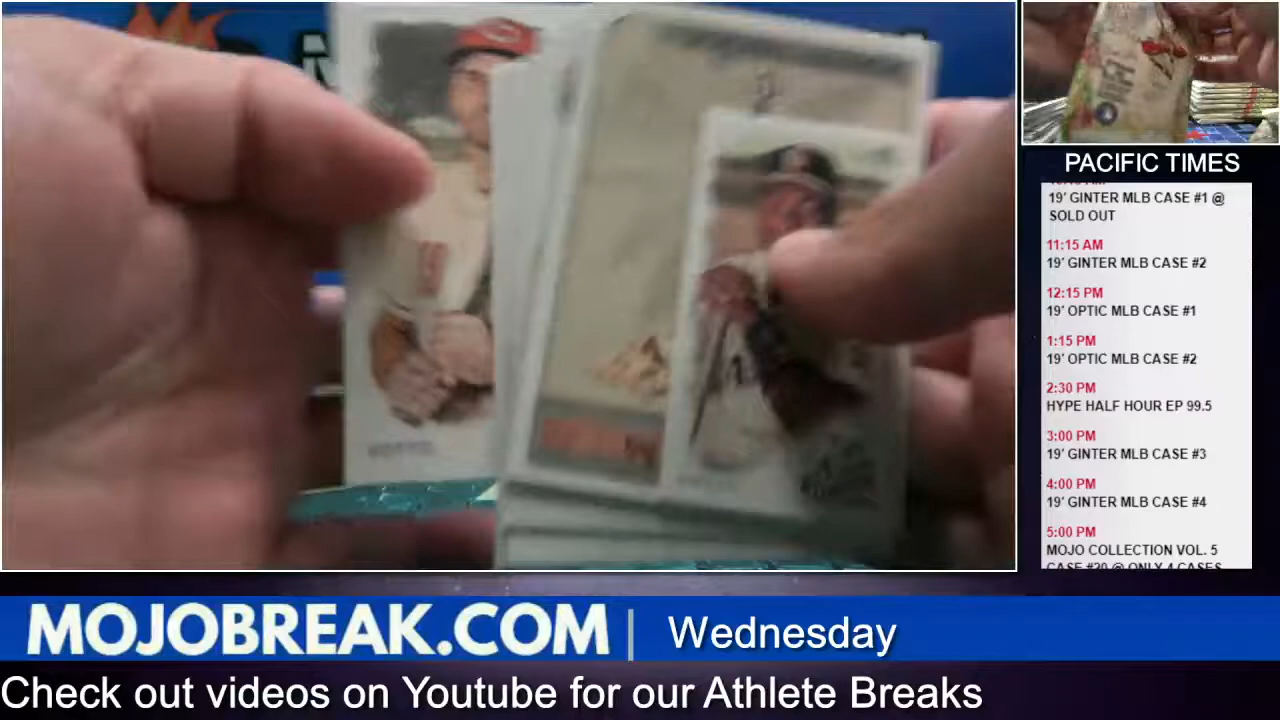 PACIFIC TIMES
19' GINTER MLB CASE #1 @
SOLD OUT
11:15 AM
19' GINTER MLB CASE #2
12:15 PM
19' OPTIC MLB CASE #1
1:15 PM
19' OPTIC MLB CASE #2
2:30 PM
HYPE HALF HOUR EP 99.5
3:00 PM
19' GINTER MLB CASE #3
4:00 PM
19' GINTER MLB CASE #4
5:00 PM
MOJO COLLECTION VOL. 5
CASE #20 @ ONLY 4 CASES
MOJOBREAK.COM | Wednesday
Check out videos on Youtube for our Athlete Breaks